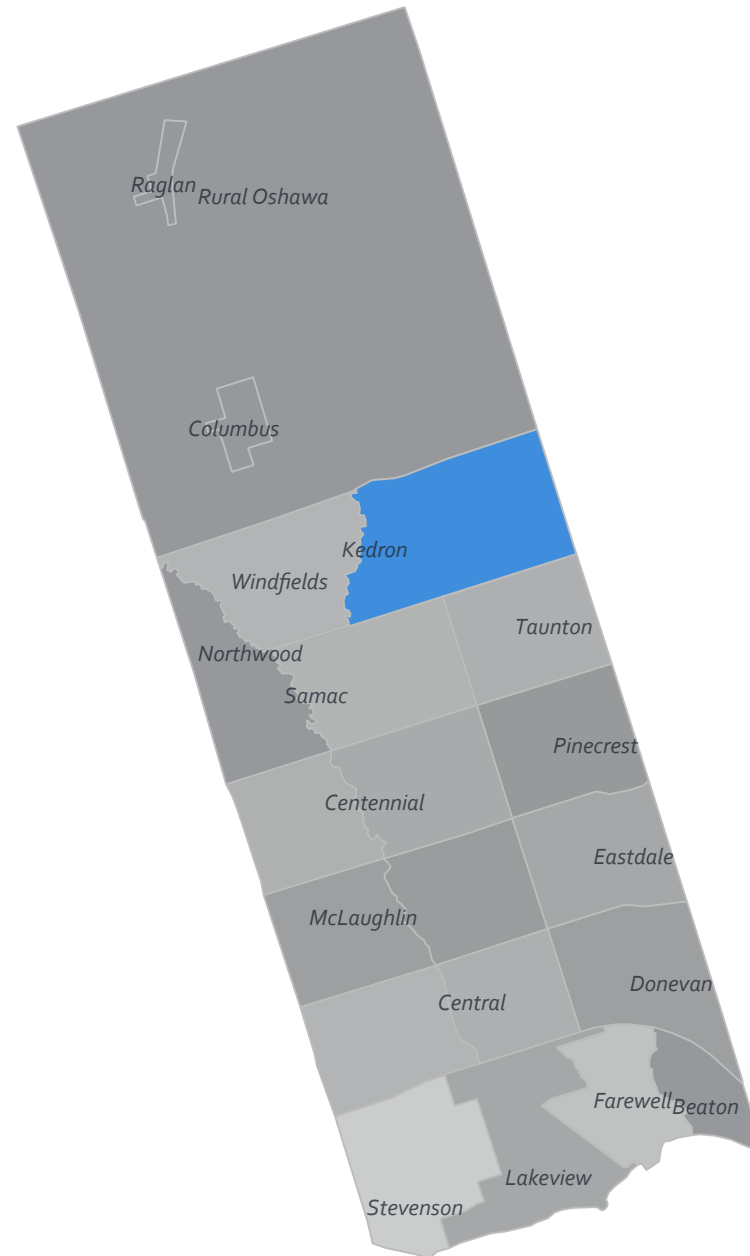 Raglan
Rural Oshawa
Columbus
Kedron
Windfields
Taunton
Northwood
Samac
Pinecrest
Centennial
Eastdale
McLaughlin
Donevan
Central
Farewell
Beaton
Lakeview
Stevenson